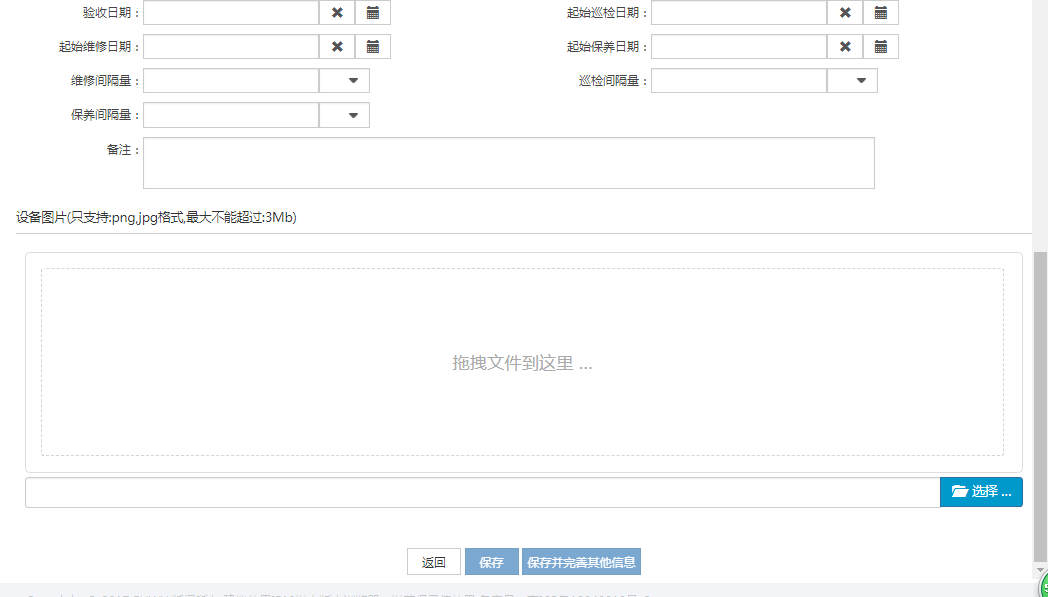 验收日期： 起始巡检日期：
起始维修日期： 起始保养日期：
维修间隔量： 巡检间隔量：
保养间隔量：
备注：
设备图片(只支持:png,jpg格式,最大不能超过:3Mb)
拖拽文件到这里 ...
选择 ...
返回 保存 保存并完善其他信息